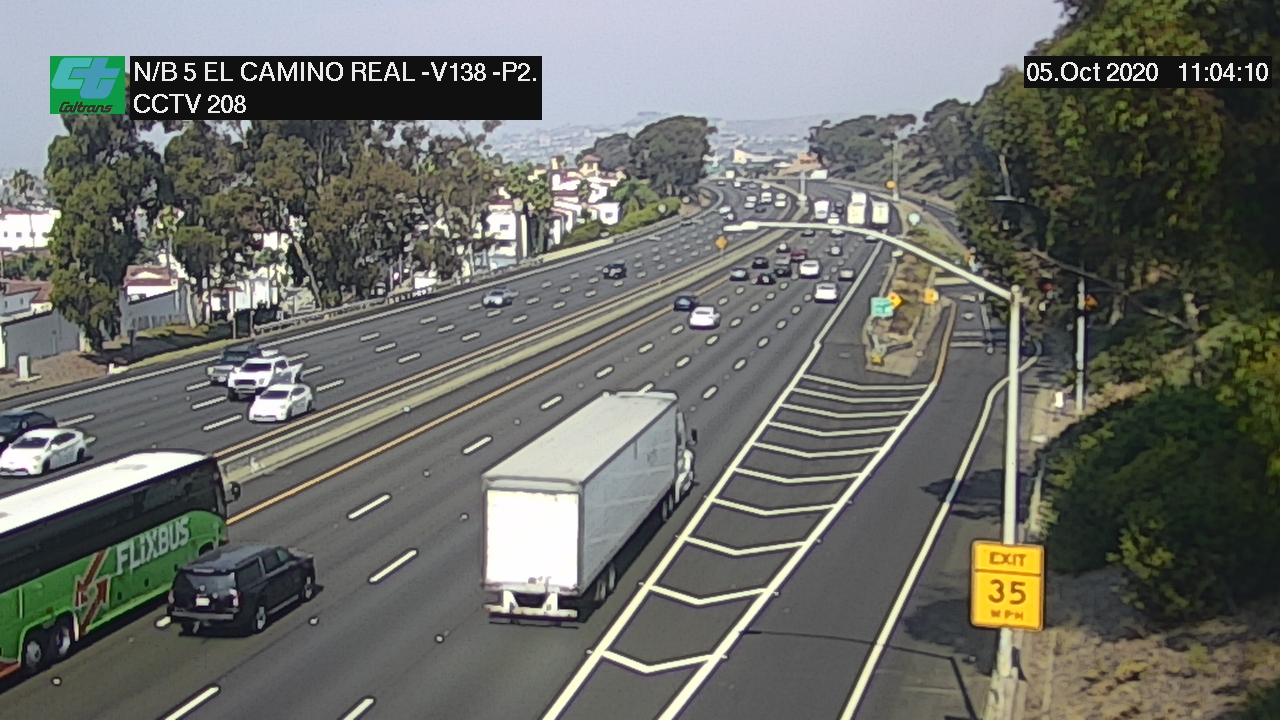 N/B 5 EL CAMINO REAL -V138 -P2.
CCTV 208
Caltrans
05.Oct 2020 11:04:10
FLiXBUS
EXIT
35
MPH